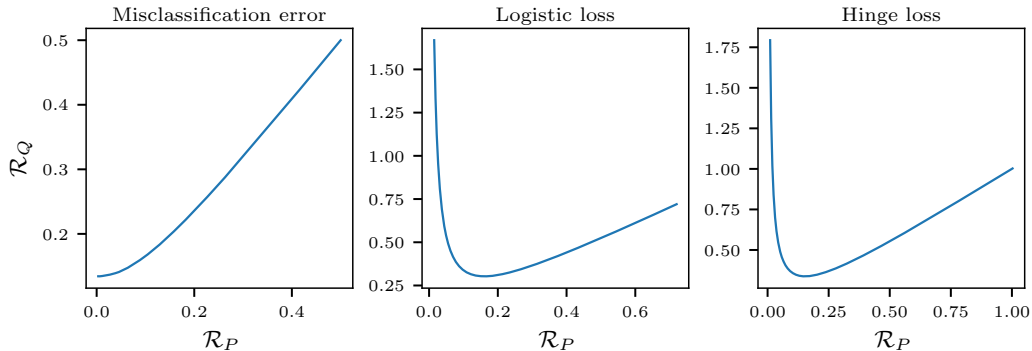 Misclassification error
Logistic loss
Hinge loss
0.5
0.4
0.3
0.2
0.0 0.2 0.4
1.50
1.25
1.00
0.75
0.50
0.25
0.0 0.2 0.4 0.6
1.75
1.50
1.25
1.00
0.75
0.50
0.00 0.25 0.50 0.75 1.00
ℛ_Q
ℛ_P
ℛ_P
ℛ_P